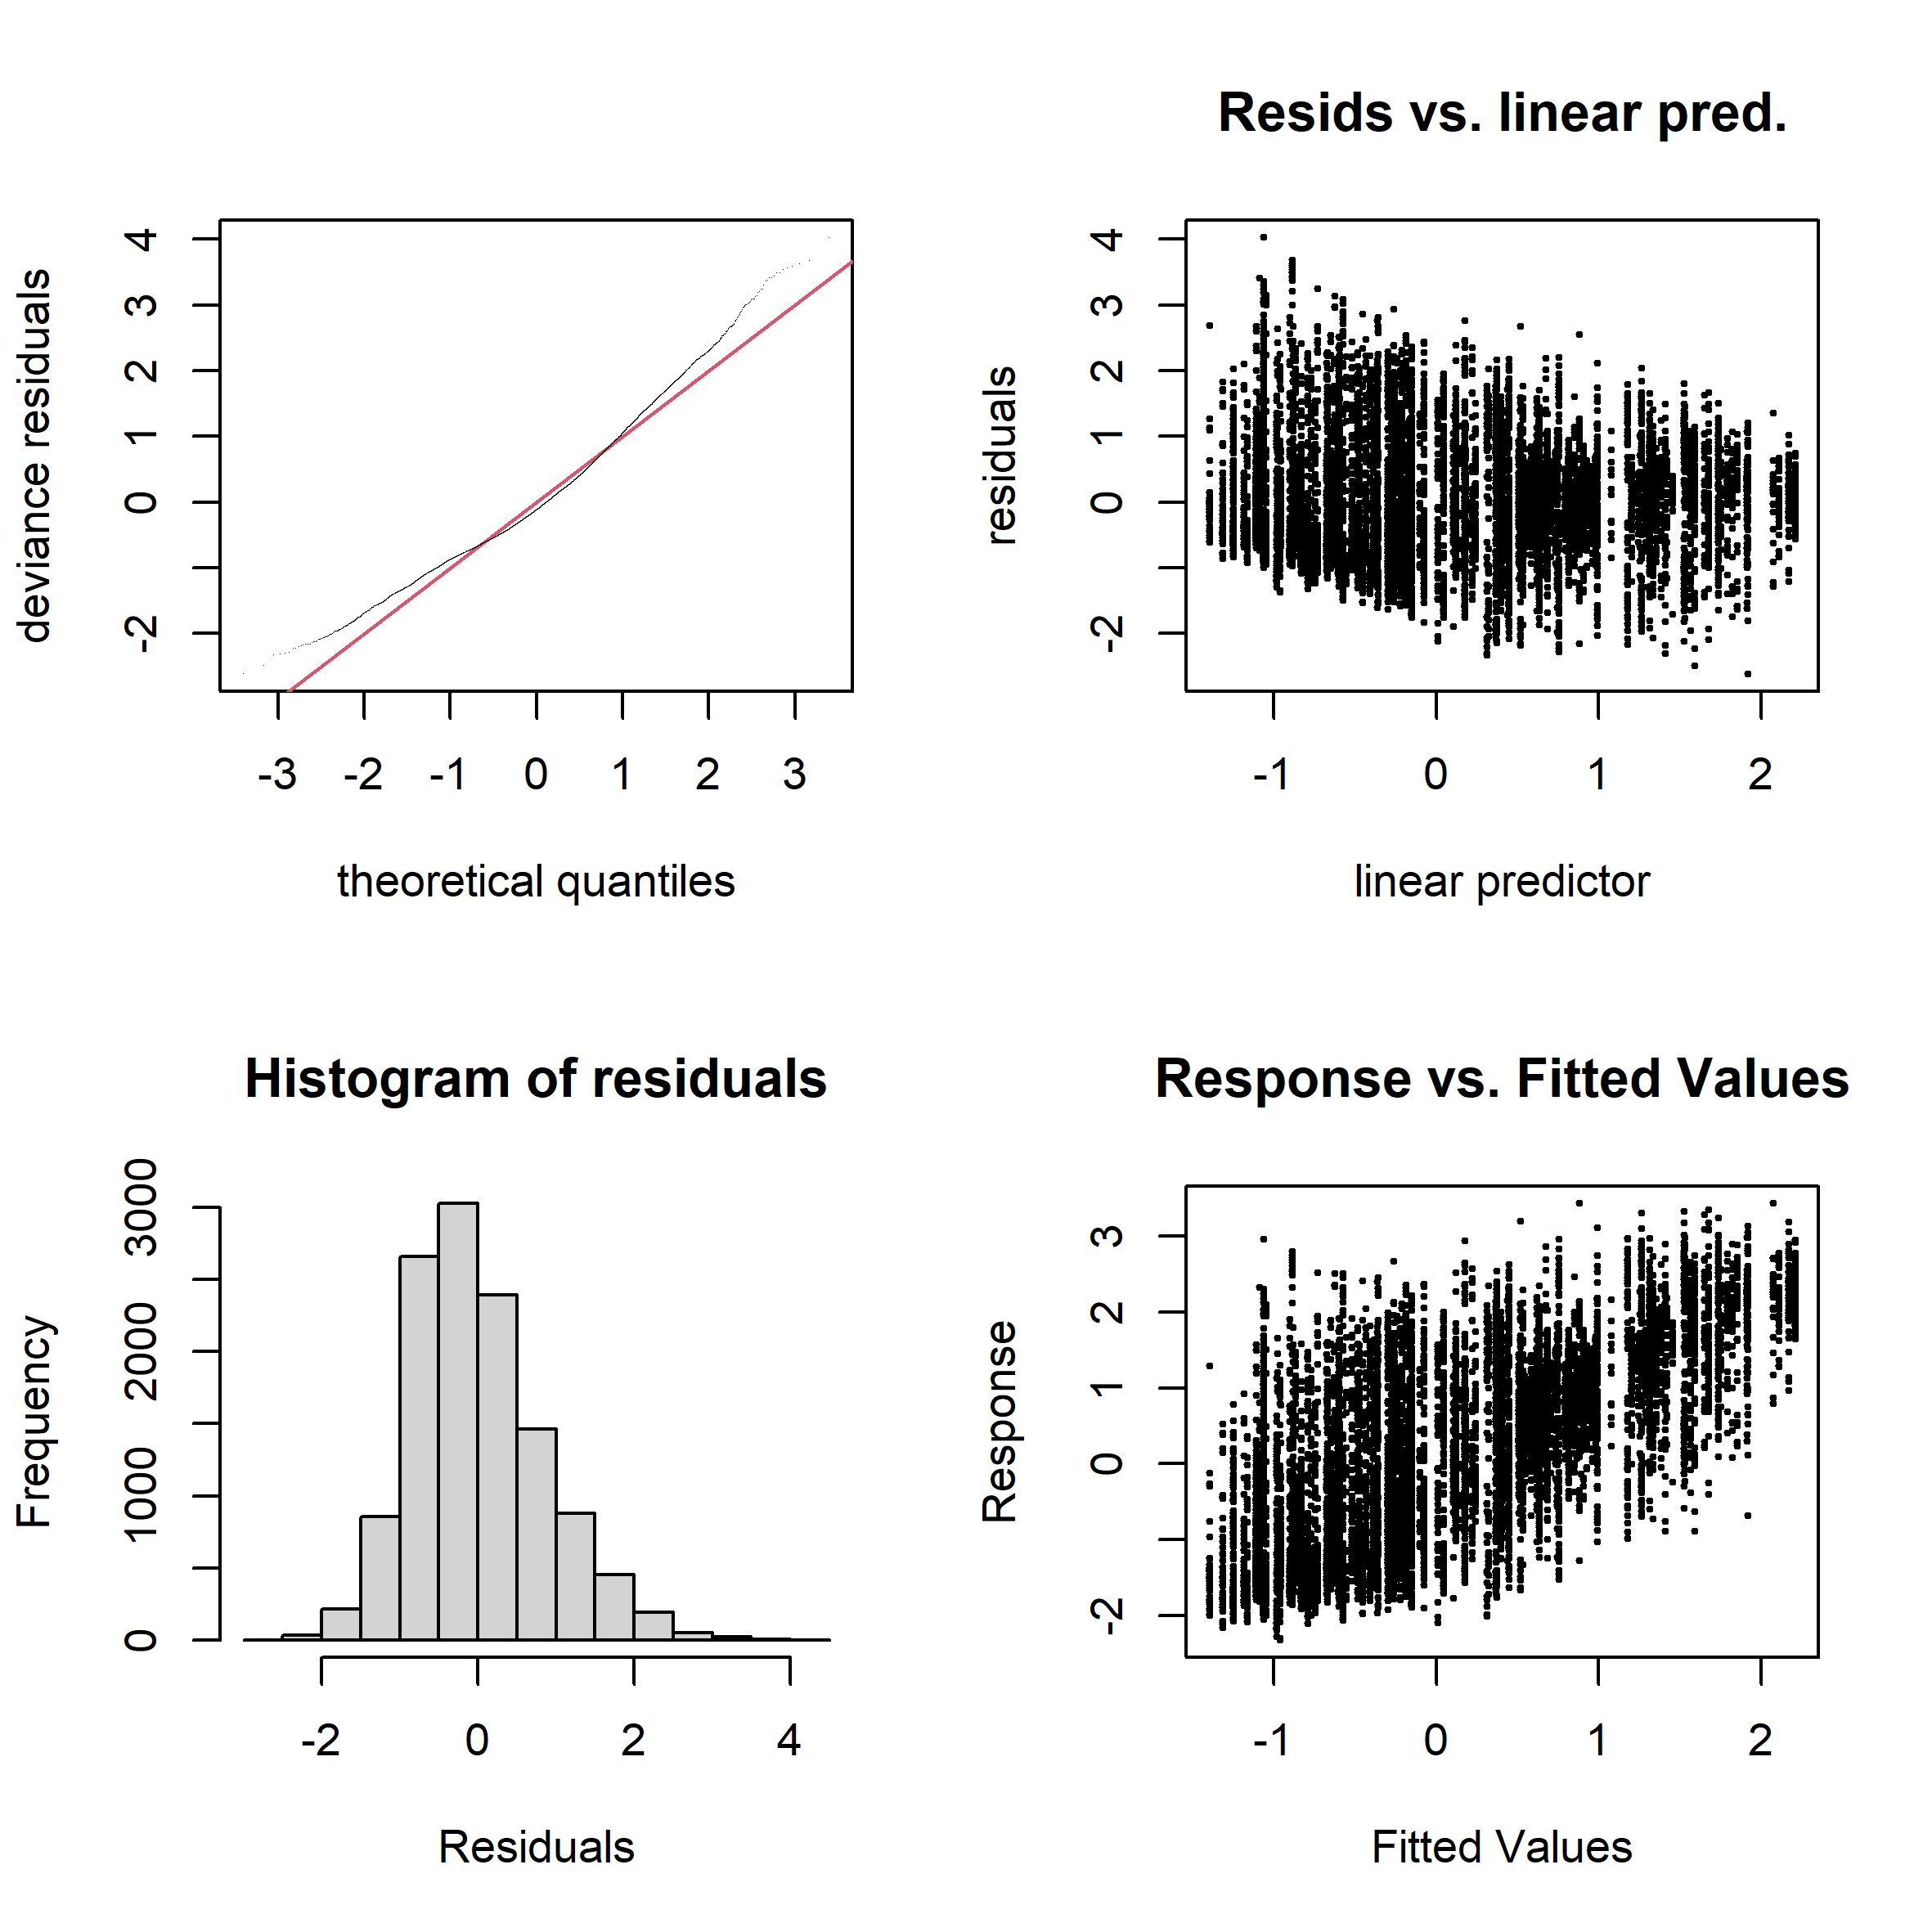 Resids vs. linear pred.
deviance residuals
4
3
2
1
0
-2
-3 -2 -1 0 1 2 3
theoretical quantiles
residuals
4
3
2
1
0
-2
-1 0 1 2
linear predictor
Histogram of residuals
Frequency
3000
2000
1000
0
-2 0 2 4
Residuals
Response vs. Fitted Values
Response
3
2
1
0
-2
-1 0 1 2
Fitted Values